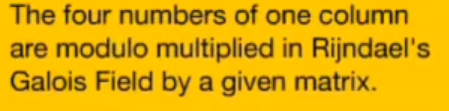 The four numbers of one column
are modulo multiplied in Rijndael's
Galois Field by a given matrix.